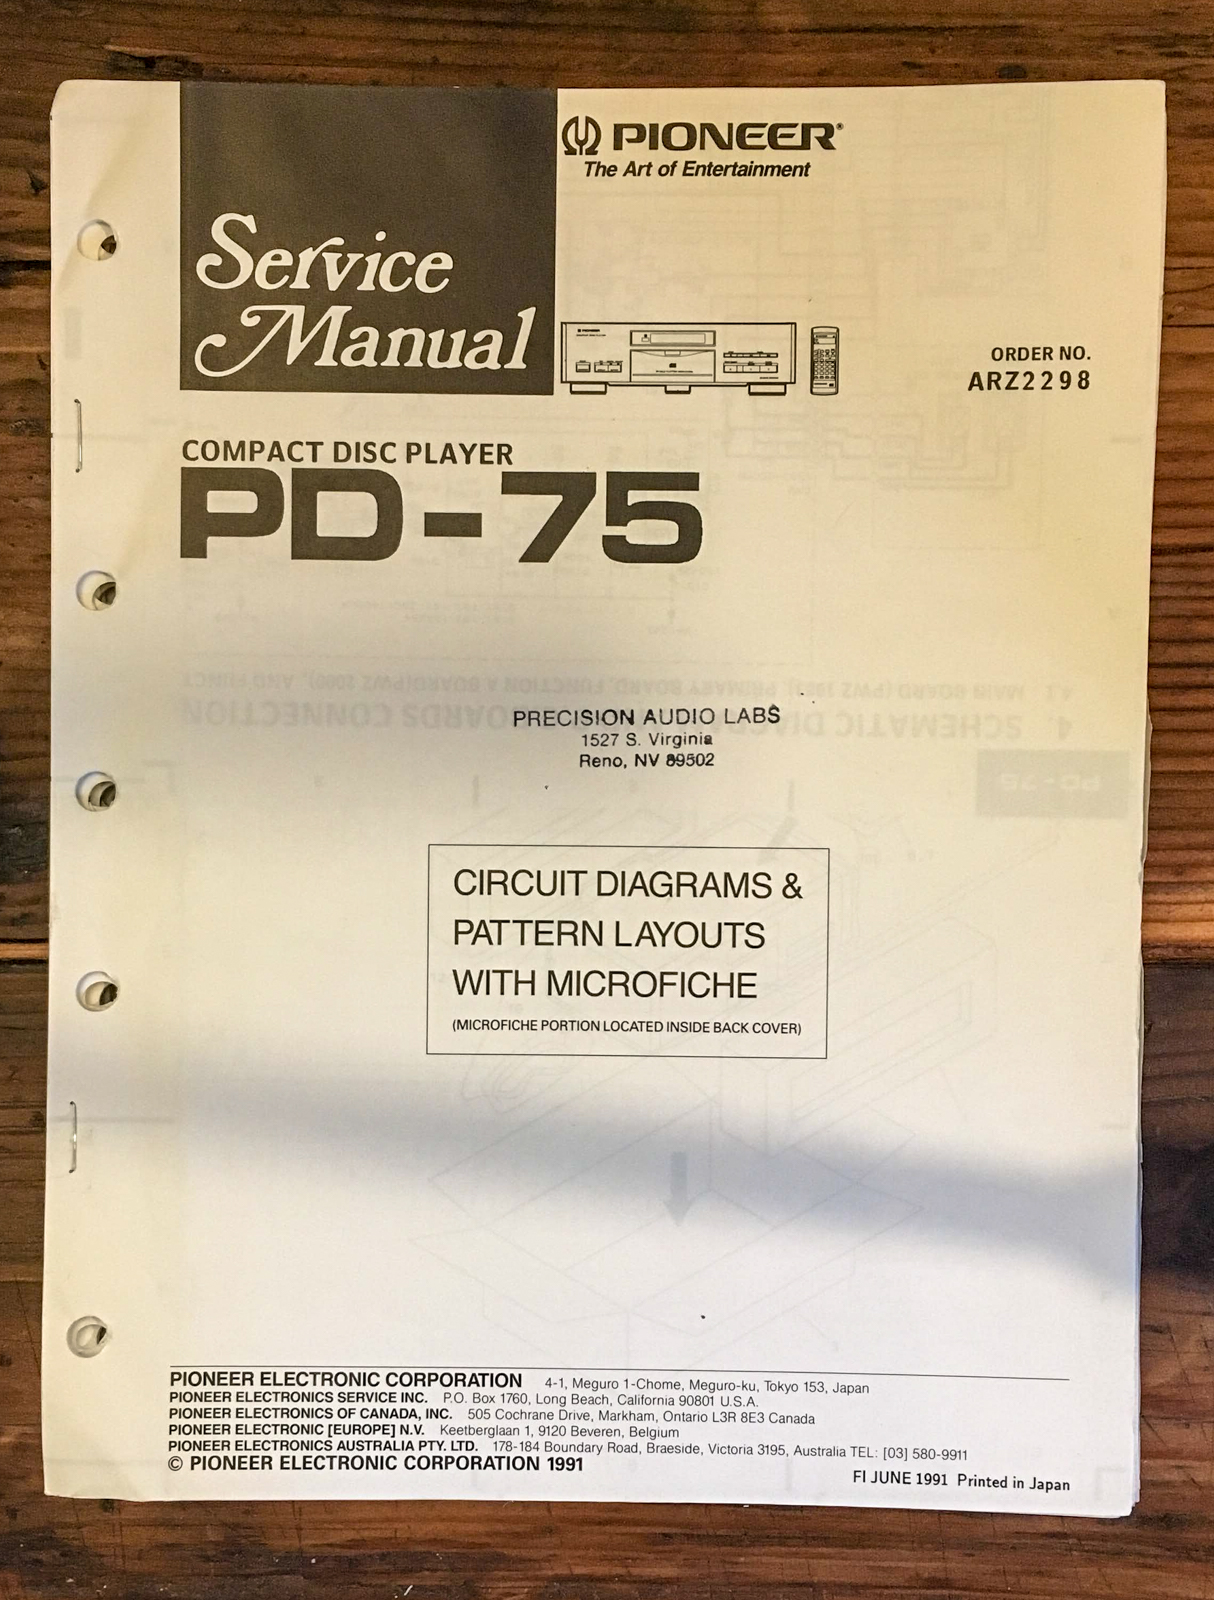 PIONEER®
The Art of Entertainment
Service
Manual
PIONEER
ORDER NO.
ARZ2298
COMPACT DISC PLAYER
PD-75
PRECISION AUDIO LABS
1527 S. Virginia
Reno, NV 89502
CIRCUIT DIAGRAMS &
PATTERN LAYOUTS
WITH MICROFICHE
(MICROFICHE PORTION LOCATED INSIDE BACK COVER)
PIONEER ELECTRONIC CORPORATION 4-1, Meguro 1-Chome, Meguro-ku, Tokyo 153, Japan
PIONEER ELECTRONICS SERVICE INC. P.O. Box 1760, Long Beach, California 90801 U.S.A.
PIONEER ELECTRONICS OF CANADA, INC. 505 Cochrane Drive, Markham, Ontario L3R 8E3 Canada
PIONEER ELECTRONIC [EUROPE] N.V. Keetberglaan 1, 9120 Beveren, Belgium
PIONEER ELECTRONICS AUSTRALIA PTY. LTD. 178-184 Boundary Road, Braeside, Victoria 3195, Australia TEL: [03] 580-9911
© PIONEER ELECTRONIC CORPORATION 1991
FI JUNE 1991 Printed in Japan